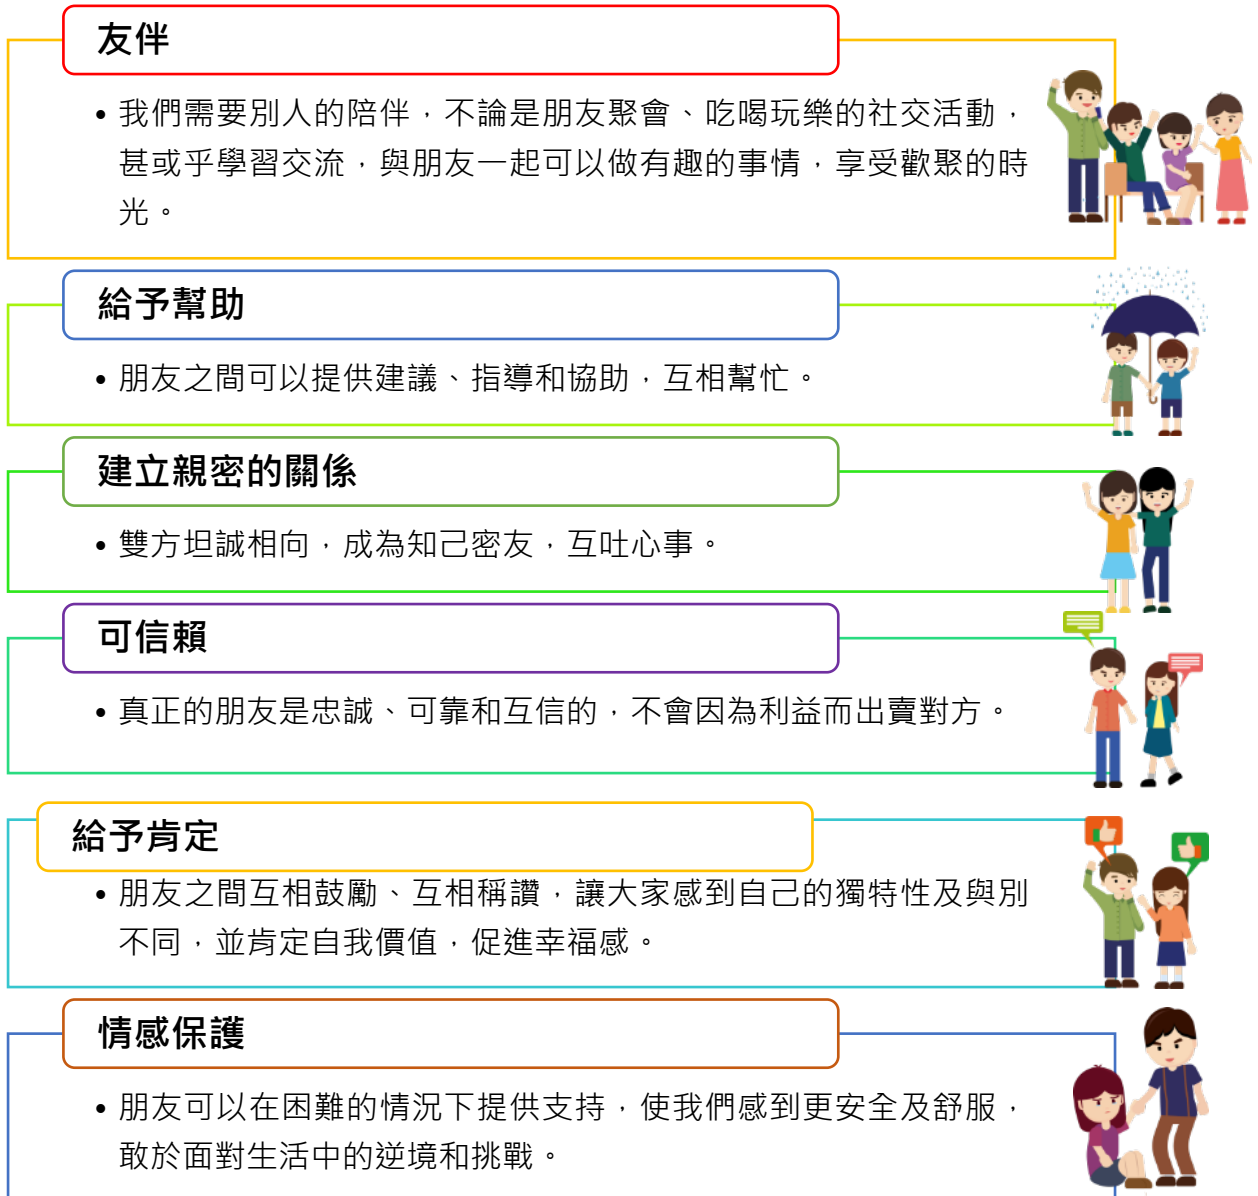 友伴
• 我們需要別人的陪伴，不論是朋友聚會、吃喝玩樂的社交活動，
甚或乎學習交流，與朋友一起可以做有趣的事情，享受歡聚的時
光。
給予幫助
• 朋友之間可以提供建議、指導和協助，互相幫忙。
建立親密的關係
• 雙方坦誠相向，成為知己密友，互吐心事。
可信賴
• 真正的朋友是忠誠、可靠和互信的，不會因為利益而出賣對方。
給予肯定
• 朋友之間互相鼓勵、互相稱讚，讓大家感到自己的獨特性及與別
不同，並肯定自我價值，促進幸福感。
情感保護
• 朋友可以在困難的情況下提供支持，使我們感到更安全及舒服，
敢於面對生活中的逆境和挑戰。